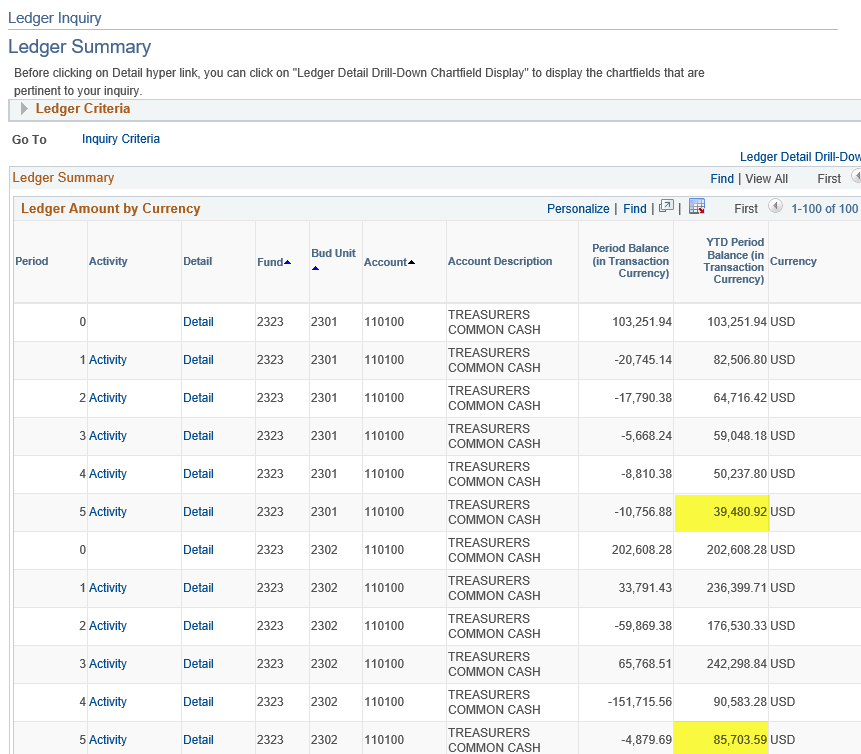 Ledger Inquiry
Ledger Summary
Before clicking on Detail hyper link, you can click on "Ledger Detail Drill-Down Chartfield Display" to display the chartfields that are
pertinent to your inquiry.
Ledger Criteria
Go To Inquiry Criteria
Ledger Detail Drill-Dow
Ledger Summary Find | View All First
Ledger Amount by Currency Personalize | Find | | First 1-100 of 100
Period Activity Detail Fund Bud Unit Account Account Description Period Balance (in Transaction Currency) YTD Period Balance (in Transaction Currency) Currency
0 Detail 2323 2301 110100 TREASURERS COMMON CASH 103,251.94 103,251.94 USD
1 Activity Detail 2323 2301 110100 TREASURERS COMMON CASH -20,745.14 82,506.80 USD
2 Activity Detail 2323 2301 110100 TREASURERS COMMON CASH -17,790.38 64,716.42 USD
3 Activity Detail 2323 2301 110100 TREASURERS COMMON CASH -5,668.24 59,048.18 USD
4 Activity Detail 2323 2301 110100 TREASURERS COMMON CASH -8,810.38 50,237.80 USD
5 Activity Detail 2323 2301 110100 TREASURERS COMMON CASH -10,756.88 39,480.92 USD
0 Detail 2323 2302 110100 TREASURERS COMMON CASH 202,608.28 202,608.28 USD
1 Activity Detail 2323 2302 110100 TREASURERS COMMON CASH 33,791.43 236,399.71 USD
2 Activity Detail 2323 2302 110100 TREASURERS COMMON CASH -59,869.38 176,530.33 USD
3 Activity Detail 2323 2302 110100 TREASURERS COMMON CASH 65,768.51 242,298.84 USD
4 Activity Detail 2323 2302 110100 TREASURERS COMMON CASH -151,715.56 90,583.28 USD
5 Activity Detail 2323 2302 110100 TREASURERS COMMON CASH -4,879.69 85,703.59 USD